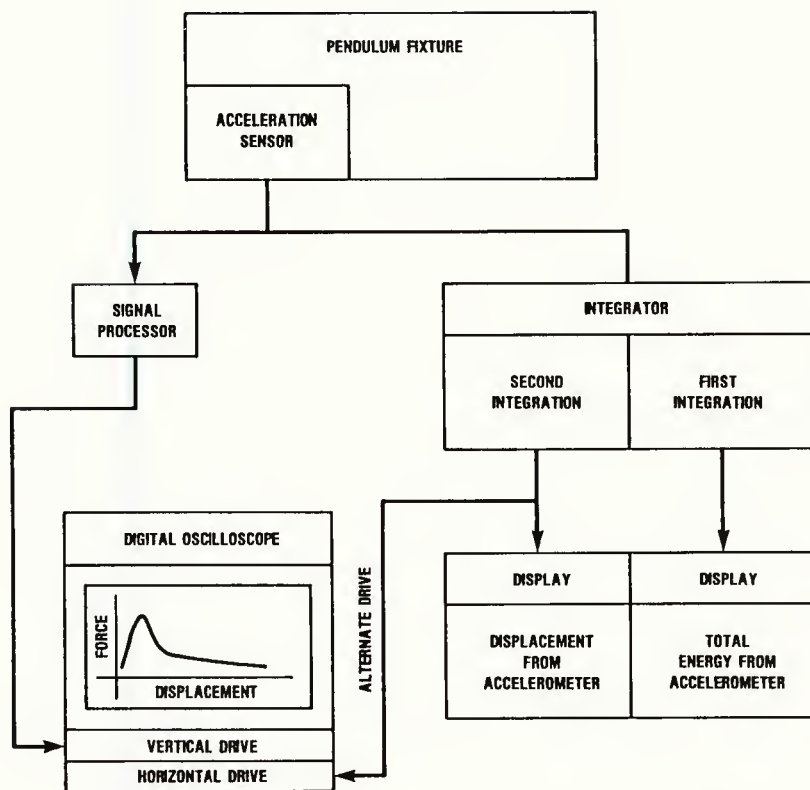 PENDULUM FIXTURE
ACCELERATION
SENSOR
SIGNAL
PROCESSOR
INTEGRATOR
SECOND
INTEGRATION
FIRST
INTEGRATION
DIGITAL OSCILLOSCOPE
FORCE
DISPLACEMENT
VERTICAL DRIVE
HORIZONTAL DRIVE
ALTERNATE DRIVE
DISPLAY
DISPLACEMENT
FROM
ACCELEROMETER
DISPLAY
TOTAL
ENERGY FROM
ACCELEROMETER